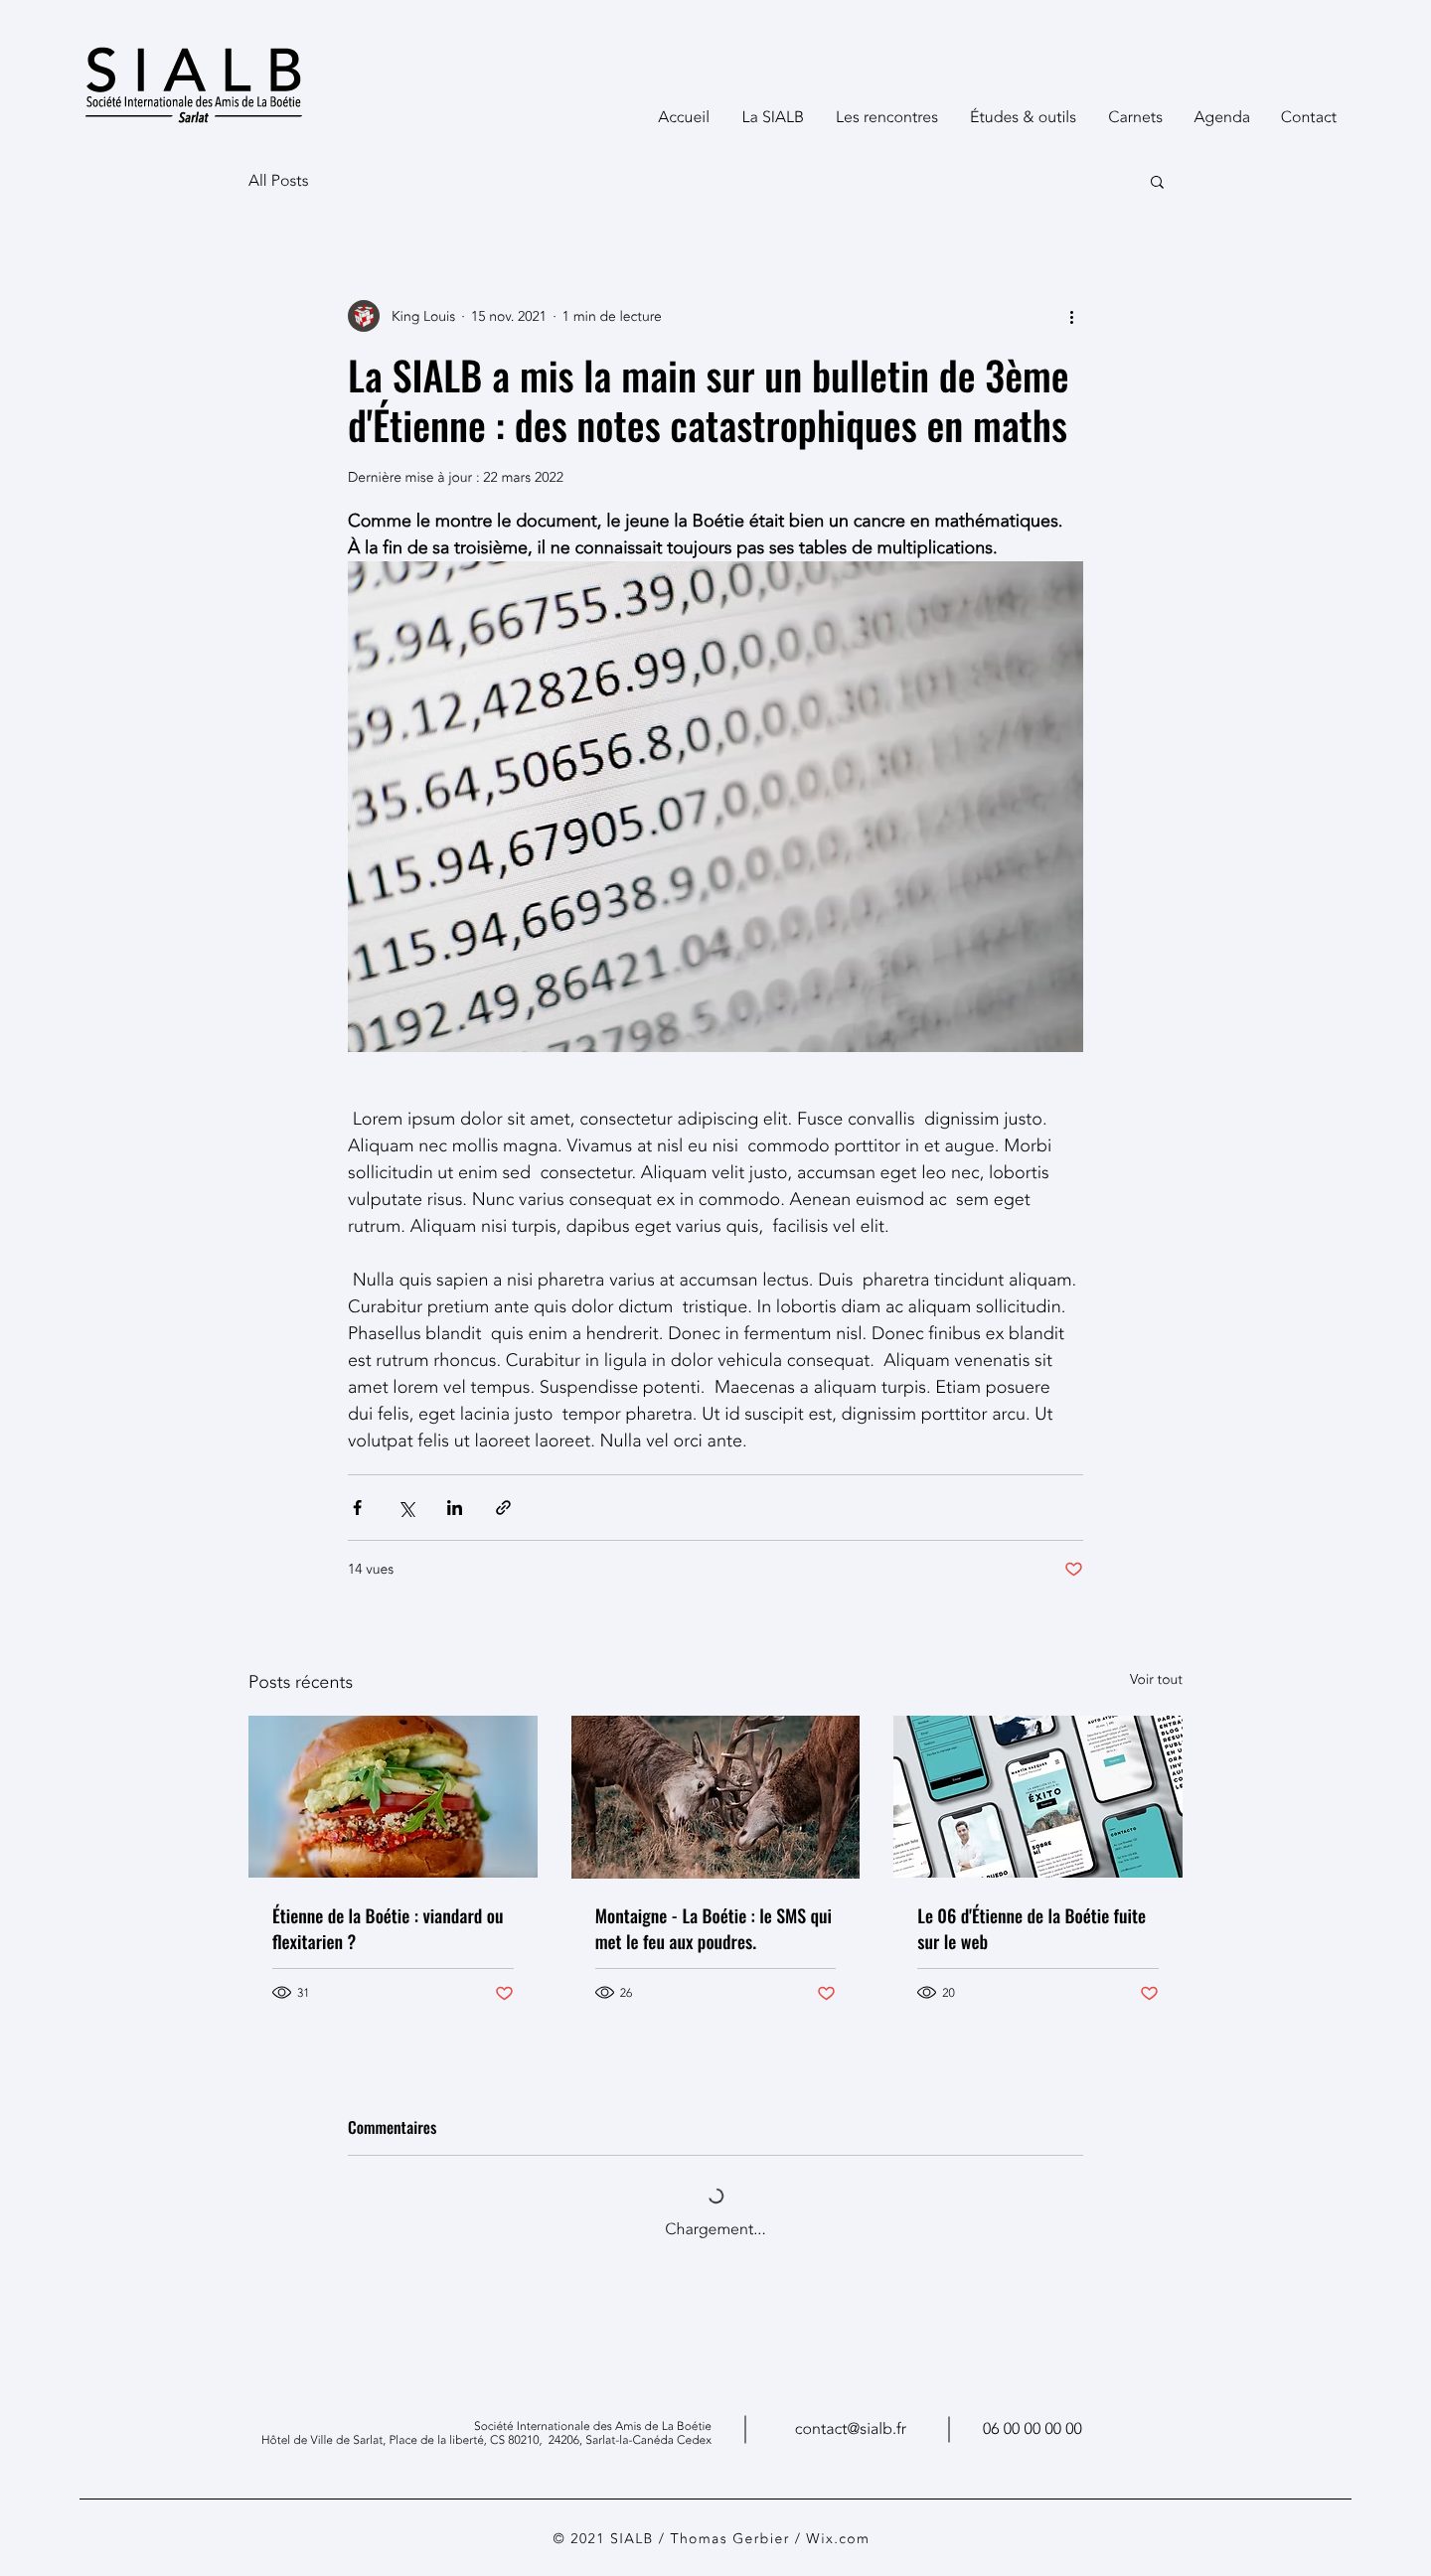 SIALB
Société Internationale des Amis de La Boétie
Sarlat
Accueil La SIALB Les rencontres Études & outils Carnets Agenda Contact
All Posts
King Louis · 15 nov. 2021 · 1 min de lecture
La SIALB a mis la main sur un bulletin de 3ème
d'Étienne : des notes catastrophiques en maths
Dernière mise à jour : 22 mars 2022
Comme le montre le document, le jeune la Boétie était bien un cancre en mathématiques.
À la fin de sa troisième, il ne connaissait toujours pas ses tables de multiplications.
5.94,66755.39,0,0,0,0,30.
69.12,42826.99,0,0,0,0,30.
35.64,50656.8,0,0,0,0,30.
115.94,67905.07,0,0,0,0,30.
115.94,66938.9,0,0,0,0,30.
0192.49,86421.04,0,0,0,0,
73798.5,0,0,0,0,
Lorem ipsum dolor sit amet, consectetur adipiscing elit. Fusce convallis  dignissim justo.
Aliquam nec mollis magna. Vivamus at nisl eu nisi  commodo porttitor in et augue. Morbi
sollicitudin ut enim sed  consectetur. Aliquam velit justo, accumsan eget leo nec, lobortis
vulputate risus. Nunc varius consequat ex in commodo. Aenean euismod ac  sem eget
rutrum. Aliquam nisi turpis, dapibus eget varius quis,  facilisis vel elit.
Nulla quis sapien a nisi pharetra varius at accumsan lectus. Duis  pharetra tincidunt aliquam.
Curabitur pretium ante quis dolor dictum  tristique. In lobortis diam ac aliquam sollicitudin.
Phasellus blandit  quis enim a hendrerit. Donec in fermentum nisl. Donec finibus ex blandit
est rutrum rhoncus. Curabitur in ligula in dolor vehicula consequat.  Aliquam venenatis sit
amet lorem vel tempus. Suspendisse potenti.  Maecenas a aliquam turpis. Etiam posuere
dui felis, eget lacinia justo  tempor pharetra. Ut id suscipit est, dignissim porttitor arcu. Ut
volutpat felis ut laoreet laoreet. Nulla vel orci ante.
14 vues
Posts récents
Voir tout
ÉXITO
SOBRE
MÍ
CONTACTO
Étienne de la Boétie : viandard ou
flexitarien ?
31
Montaigne - La Boétie : le SMS qui
met le feu aux poudres.
26
Le 06 d'Étienne de la Boétie fuite
sur le web
20
Commentaires
Chargement...
Société Internationale des Amis de La Boétie
Hôtel de Ville de Sarlat, Place de la liberté, CS 80210,  24206, Sarlat-la-Canéda Cedex
contact@sialb.fr
06 00 00 00 00
© 2021 SIALB / Thomas Gerbier / Wix.com